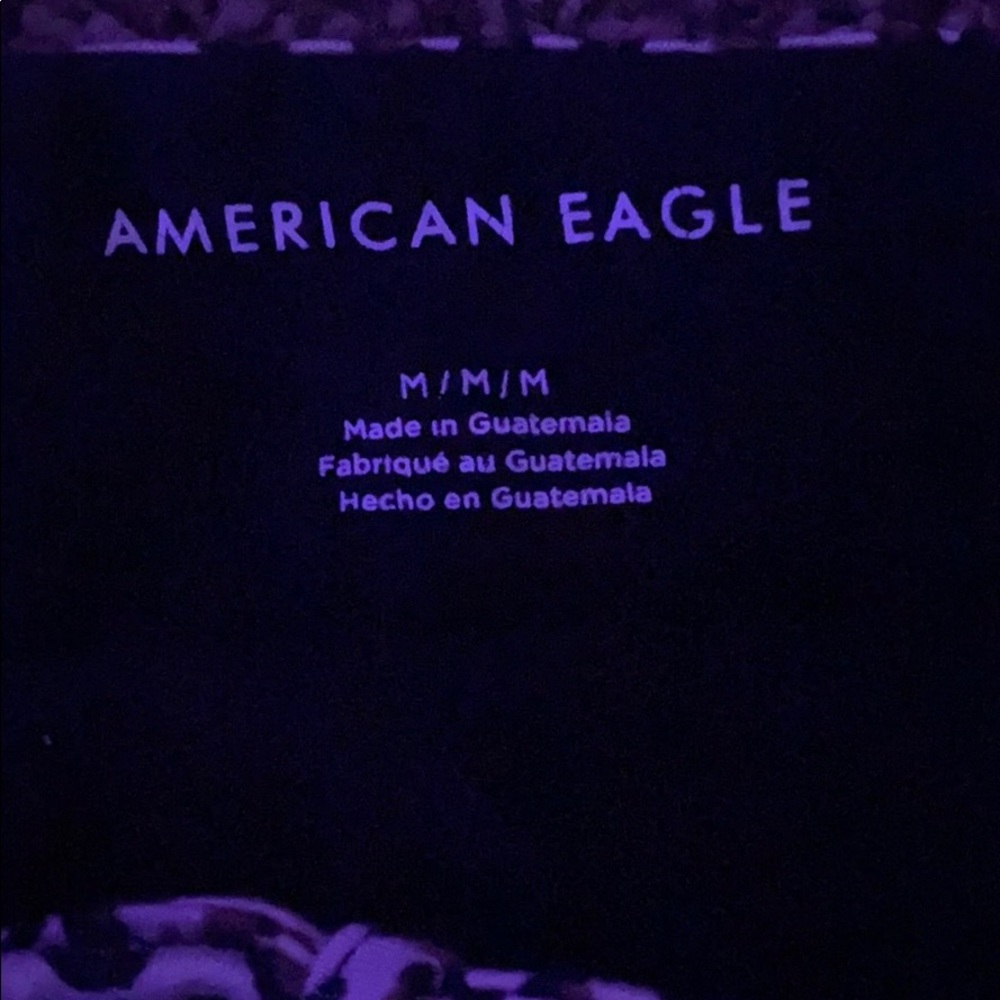 AMERICAN EAGLE
M/M/M
Made in Guatemala
Fabriqué au Guatemala
Hecho en Guatemala